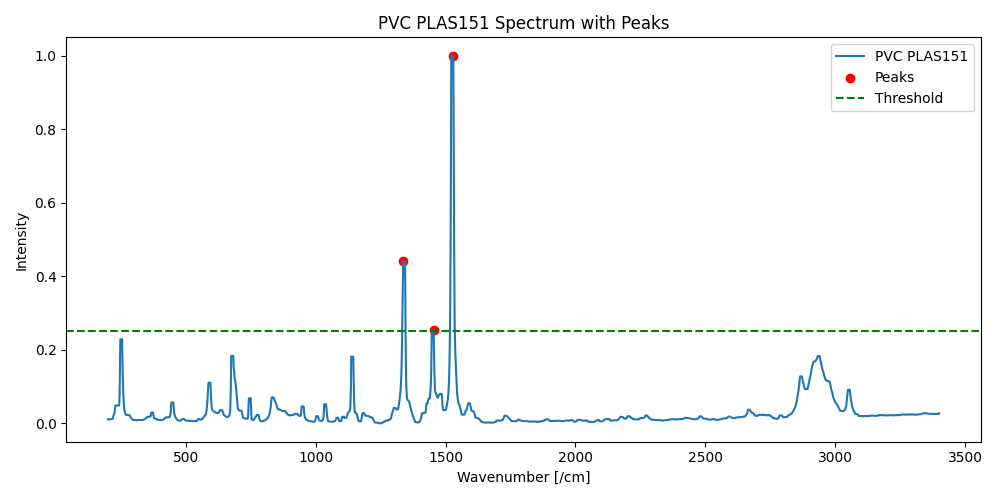 PVC PLAS151 Spectrum with Peaks
PVC PLAS151
Peaks
Threshold
Intensity
1.0
0.8
0.6
0.4
0.2
0.0
500 1000 1500 2000 2500 3000 3500
Wavenumber [/cm]